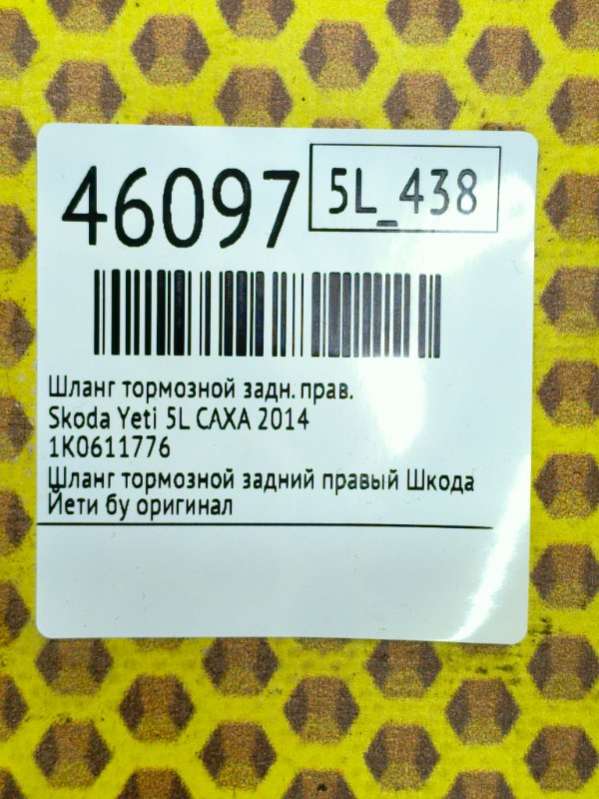 46097
5L_438
Шланг тормозной задн. прав.
Skoda Yeti 5L CAXA 2014
1K0611776
Шланг тормозной задний правый Шкода
Йети бу оригинал